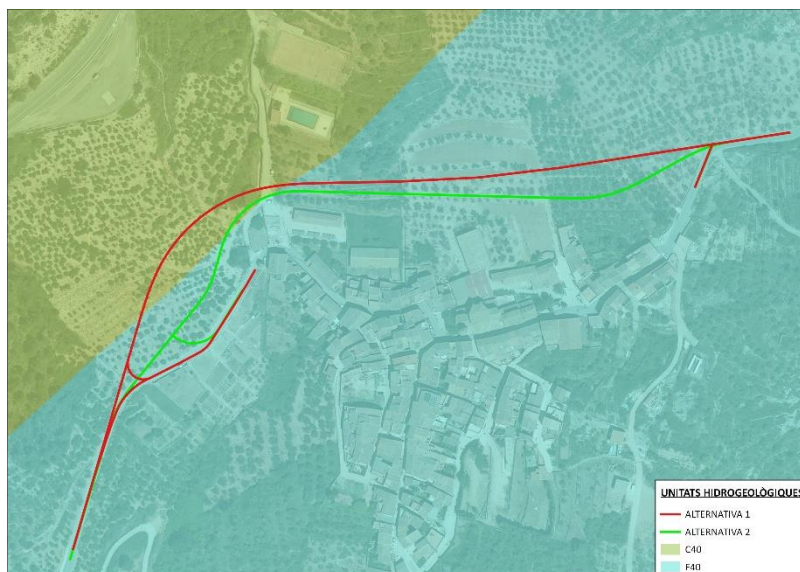 UNITATS HIDROGEOLÒGIQUES
ALTERNATIVA 1
ALTERNATIVA 2
C40
F40